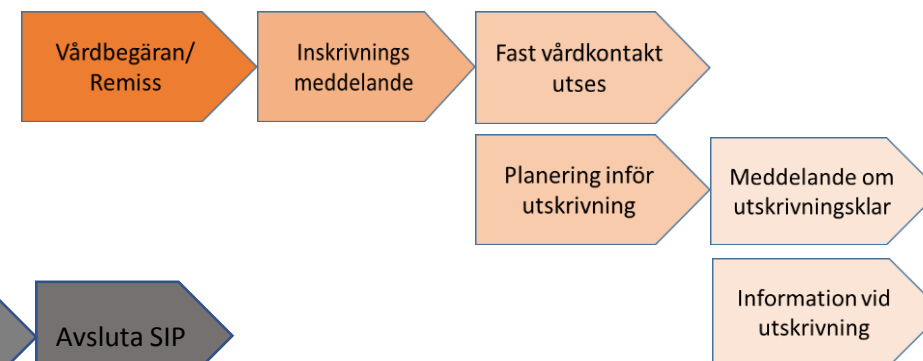 Vårdbegäran/
Remiss
Inskrivnings
meddelande
Fast vårdkontakt
utses
Planering inför
utskrivning
Meddelande om
utskrivningsklar
Information vid
utskrivning
Avsluta SIP